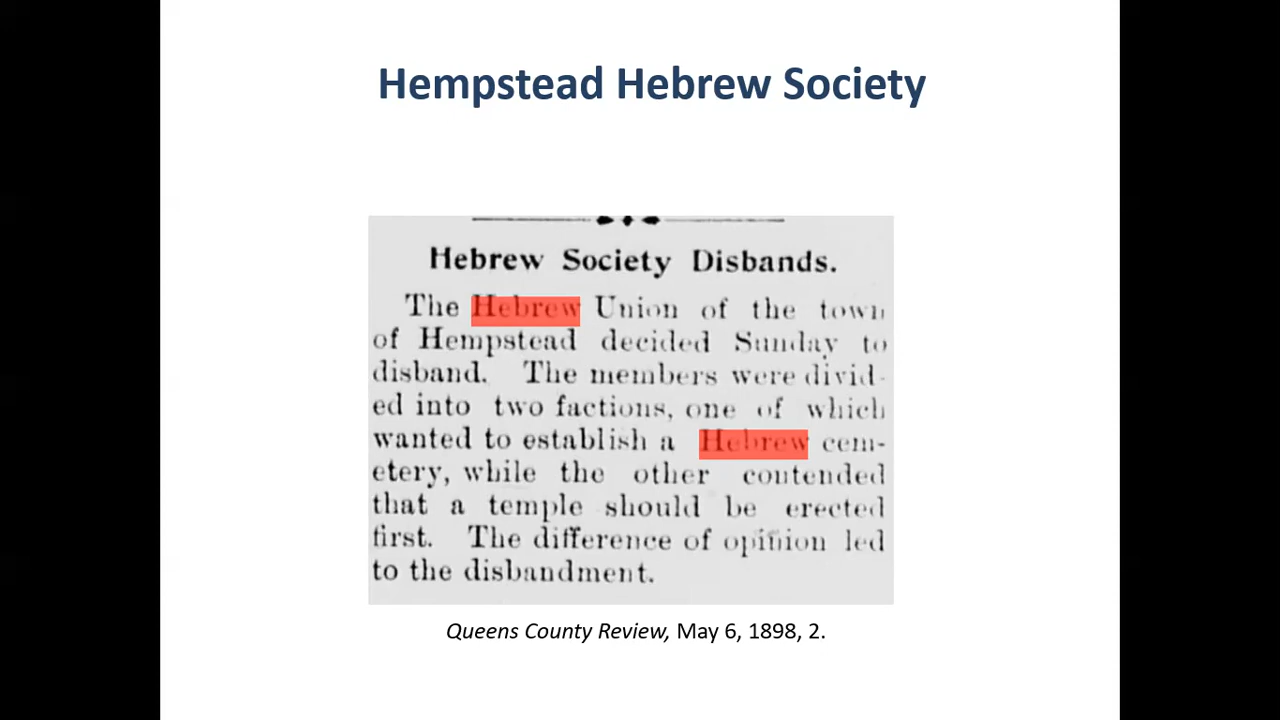 Hempstead Hebrew Society
Hebrew Society Disbands.
The Hebrew Union of the town
of Hempstead decided Sunday to
disband. The members were divid-
ed into two factions, one of which
wanted to establish a Hebrew cem-
etery, while the other contended
that a temple should be erected
first. The difference of opinion led
to the disbandment.
Queens County Review, May 6, 1898, 2.